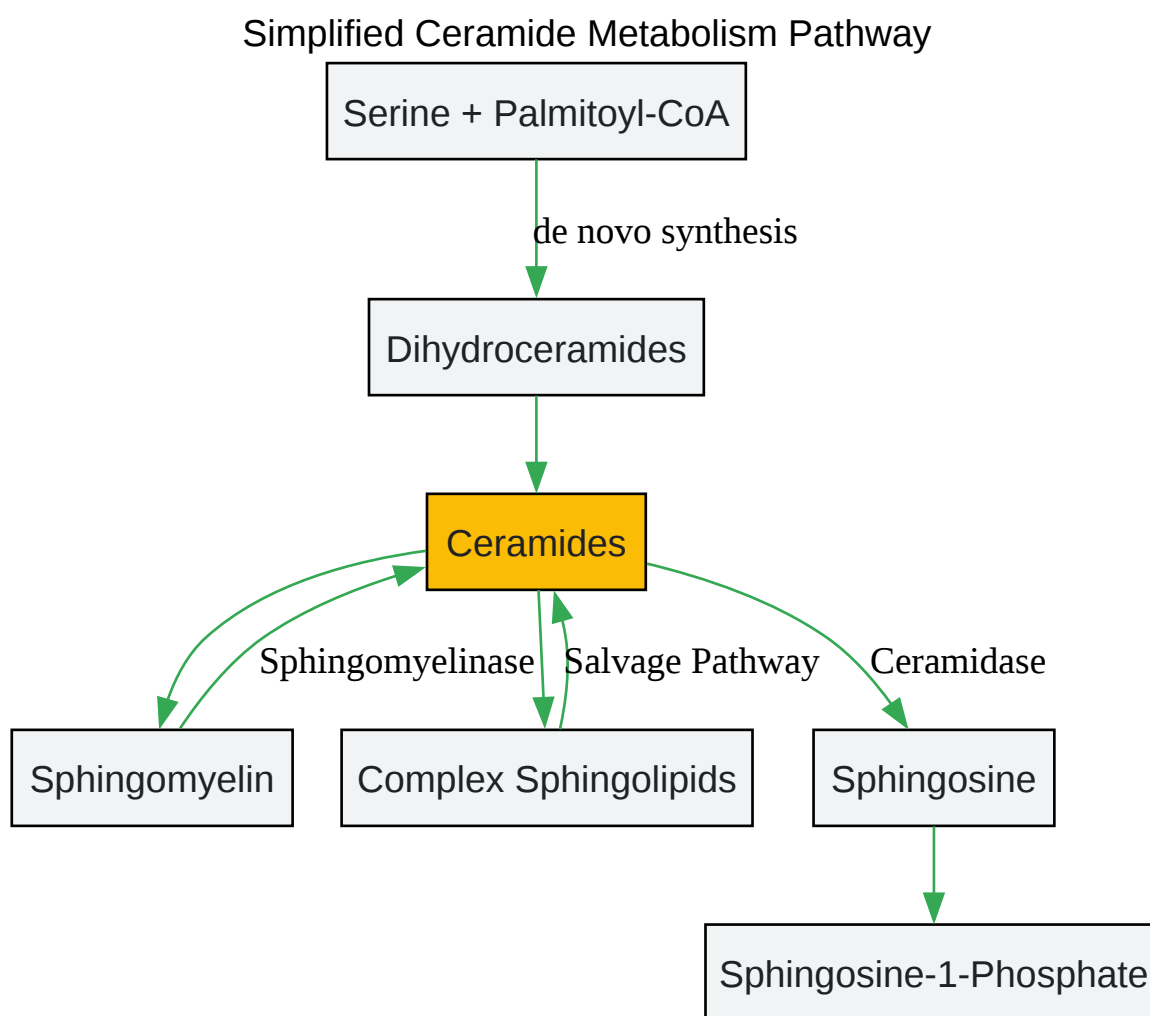 Simplified Ceramide Metabolism Pathway
Serine + Palmitoyl-CoA
de novo synthesis
Dihydroceramides
Ceramides
Sphingomyelinase
Salvage Pathway
Ceramidase
Sphingomyelin
Complex Sphingolipids
Sphingosine
Sphingosine-1-Phosphate